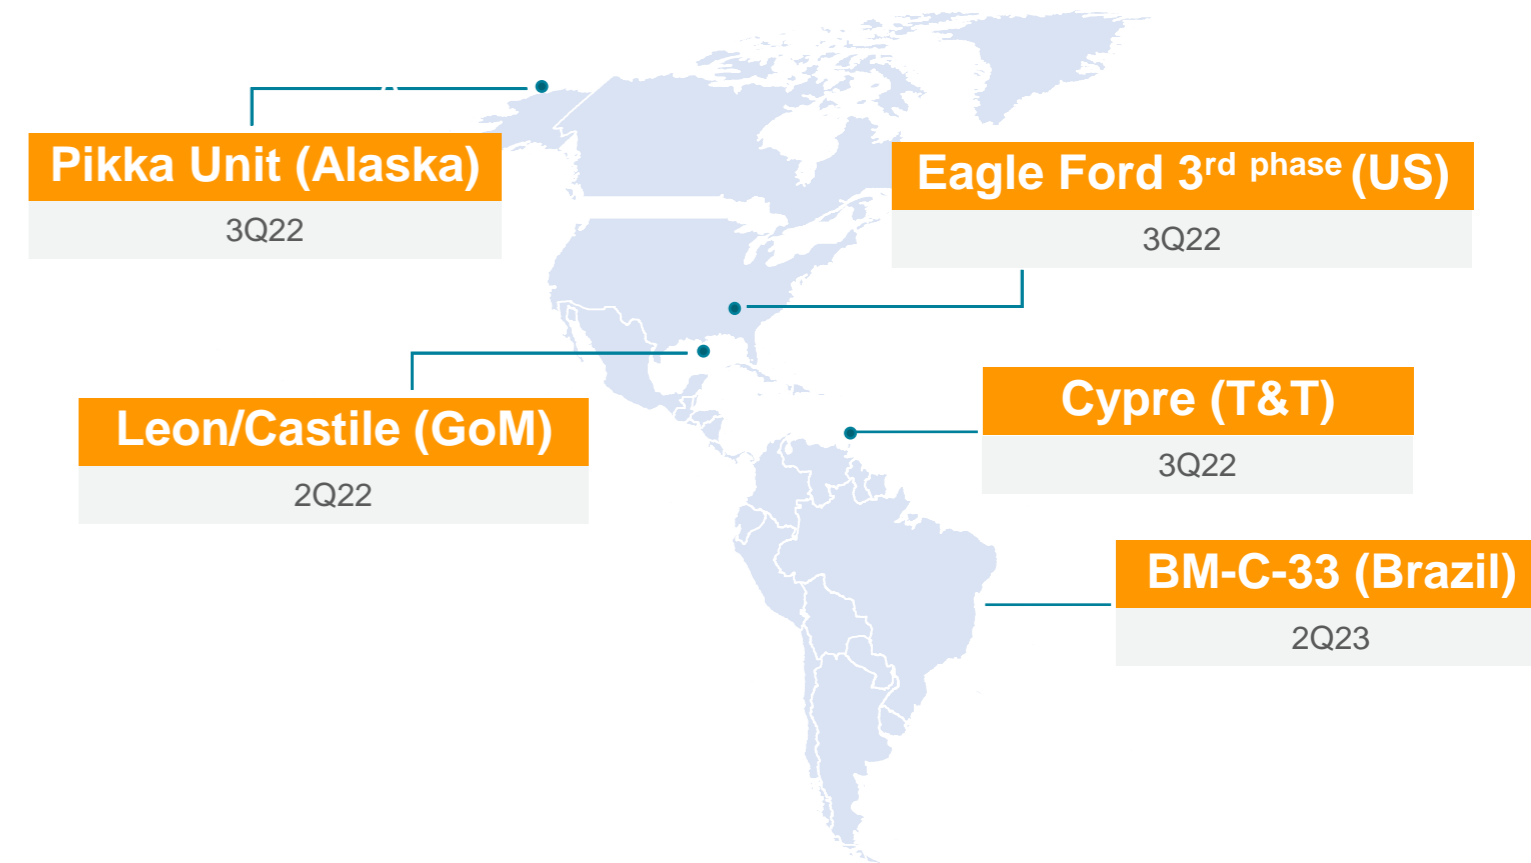 Pikka Unit (Alaska)
3Q22
Eagle Ford 3rd phase (US)
3Q22
Leon/Castile (GoM)
2Q22
Cypre (T&T)
3Q22
BM-C-33 (Brazil)
2Q23